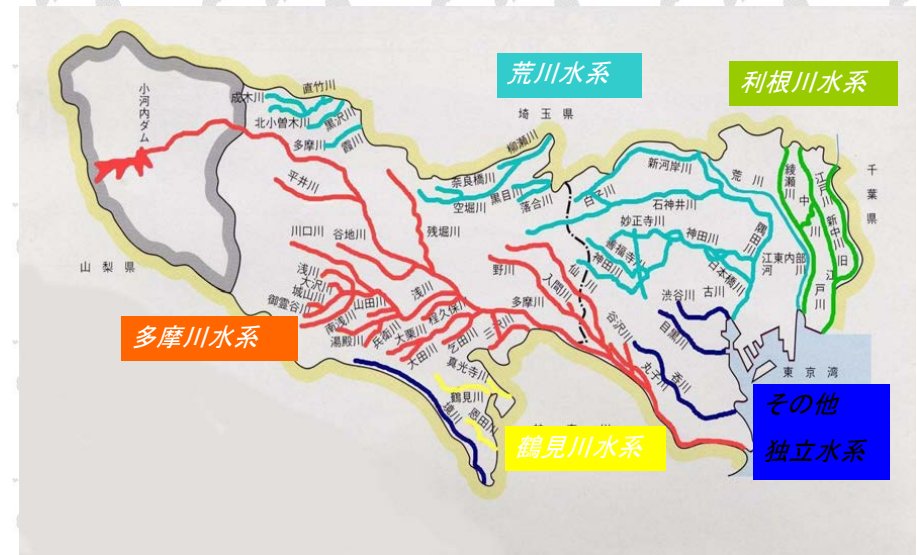 荒川水系
利根川水系
多摩川水系
鶴見川水系
その他
独立水系
埼玉県
千葉県
山梨県
東京湾
小河内ダム
成木川
直竹川
北小曽木川
黒沢川
多摩川
霞川
平井川
川口川
谷地川
残堀川
浅川
大沢川
城山川
御霊谷川
山田川
南浅川
湯殿川
兵衛川
浅川
程久保川
大栗川
大田川
乞田川
三沢川
多摩川
真光寺川
鶴見川
恩田川
境川
柳瀬川
奈良橋川
空堀川
黒目川
落合川
白子川
新河岸川
荒川
石神井川
妙正寺川
善福寺川
神田川
神田川
隅田川
日本橋川
江東内部
河川
古川
渋谷川
目黒川
野川
入間川
仙川
谷沢川
丸子川
呑川
綾瀬川
中川
江戸川
新中川
旧江戸川